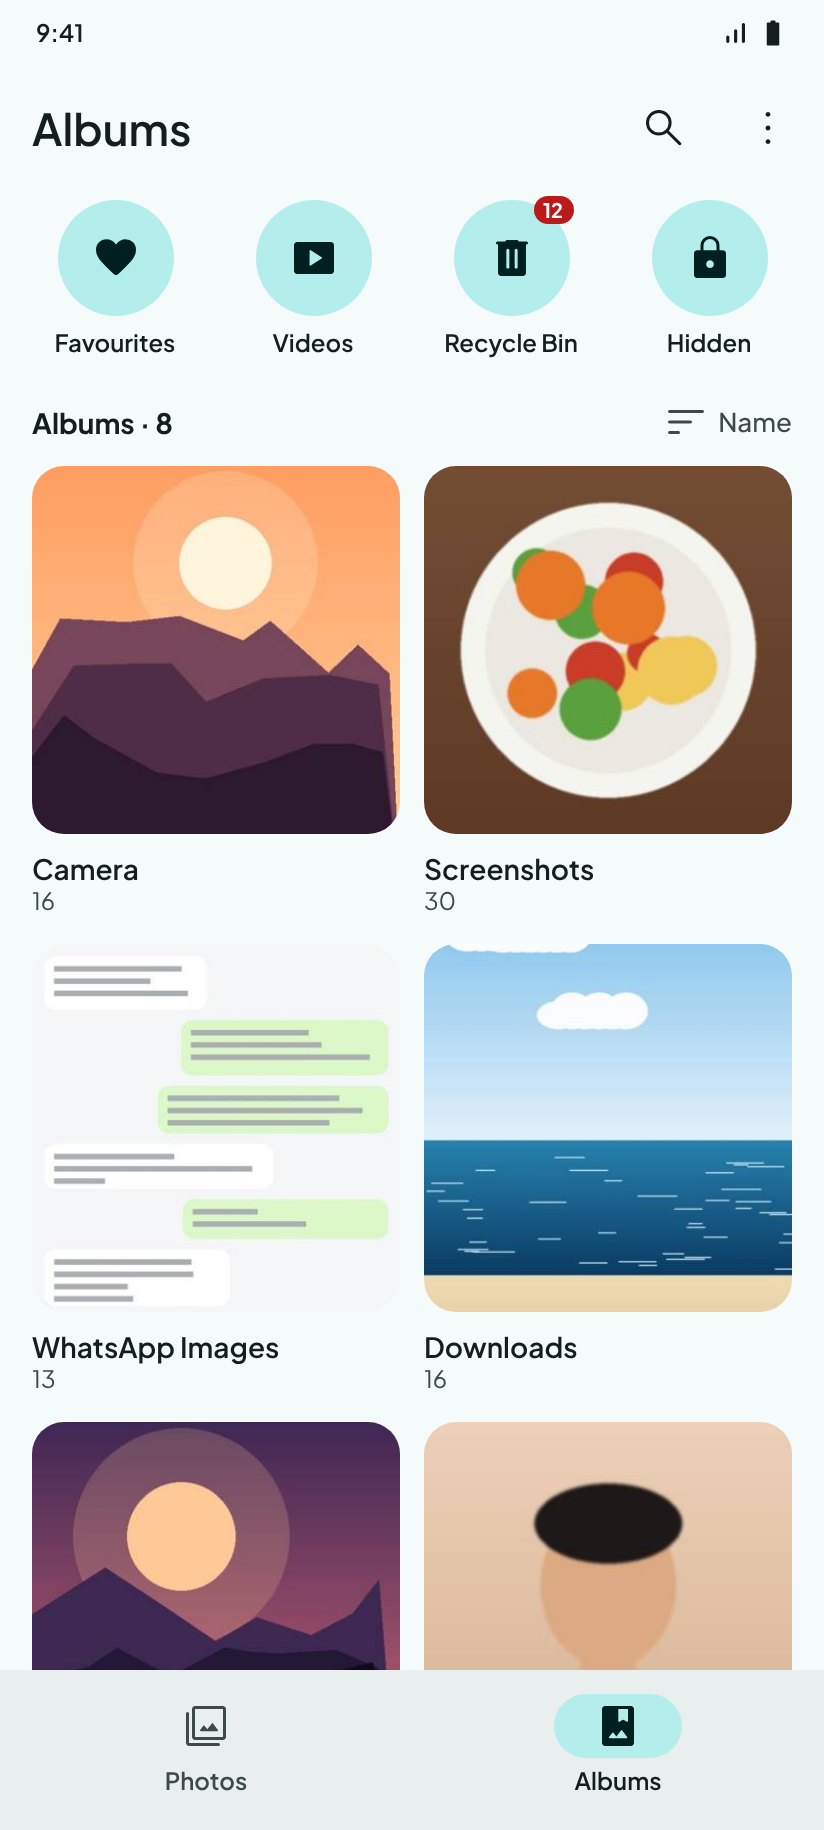 9:41
Albums
12
Favourites
Videos
Recycle Bin
Hidden
Albums · 8
Name
Camera
16
Screenshots
30
WhatsApp Images
13
Downloads
16
Photos
Albums